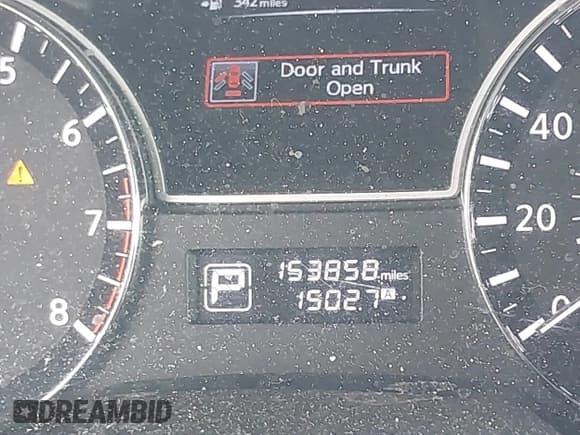 342 miles
Door and Trunk
Open
5
6
7
8
40
20
0
P
153858 miles
1502.7 A
DREAMBID